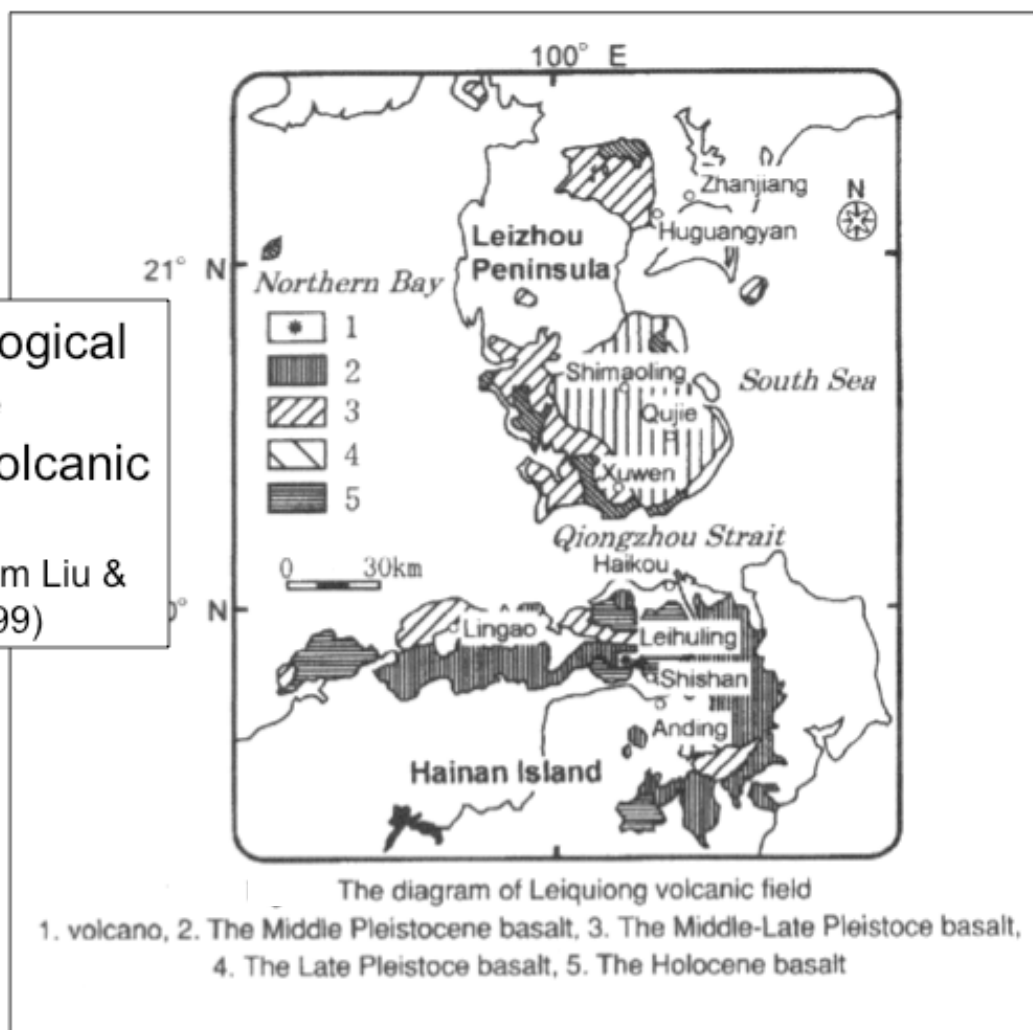 100° E
Zhanjiang
N
Huguangyan
Leizhou
Peninsula
21° N
Northern Bay
1
2
3
4
5
ological
olcanic
m Liu &
99)
Shimaoling
South Sea
Qujie
Xuwen
Qiongzhou Strait
Haikou
0 30km
0° N
Lingao
Leihuling
Shishan
Anding
Hainan Island
The diagram of Leiquiong volcanic field
1. volcano, 2. The Middle Pleistocene basalt, 3. The Middle-Late Pleistoce basalt,
4. The Late Pleistoce basalt, 5. The Holocene basalt